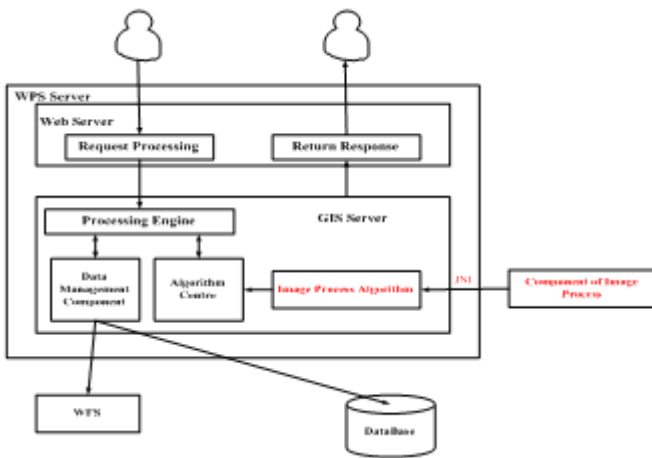 WPS Server
Web Server
Request Processing
Return Response
Processing Engine
GIS Server
Data
Management
Component
Algorithm
Centre
Image Process Algorithm
JNI
Component of Image
Process
WFS
DataBase